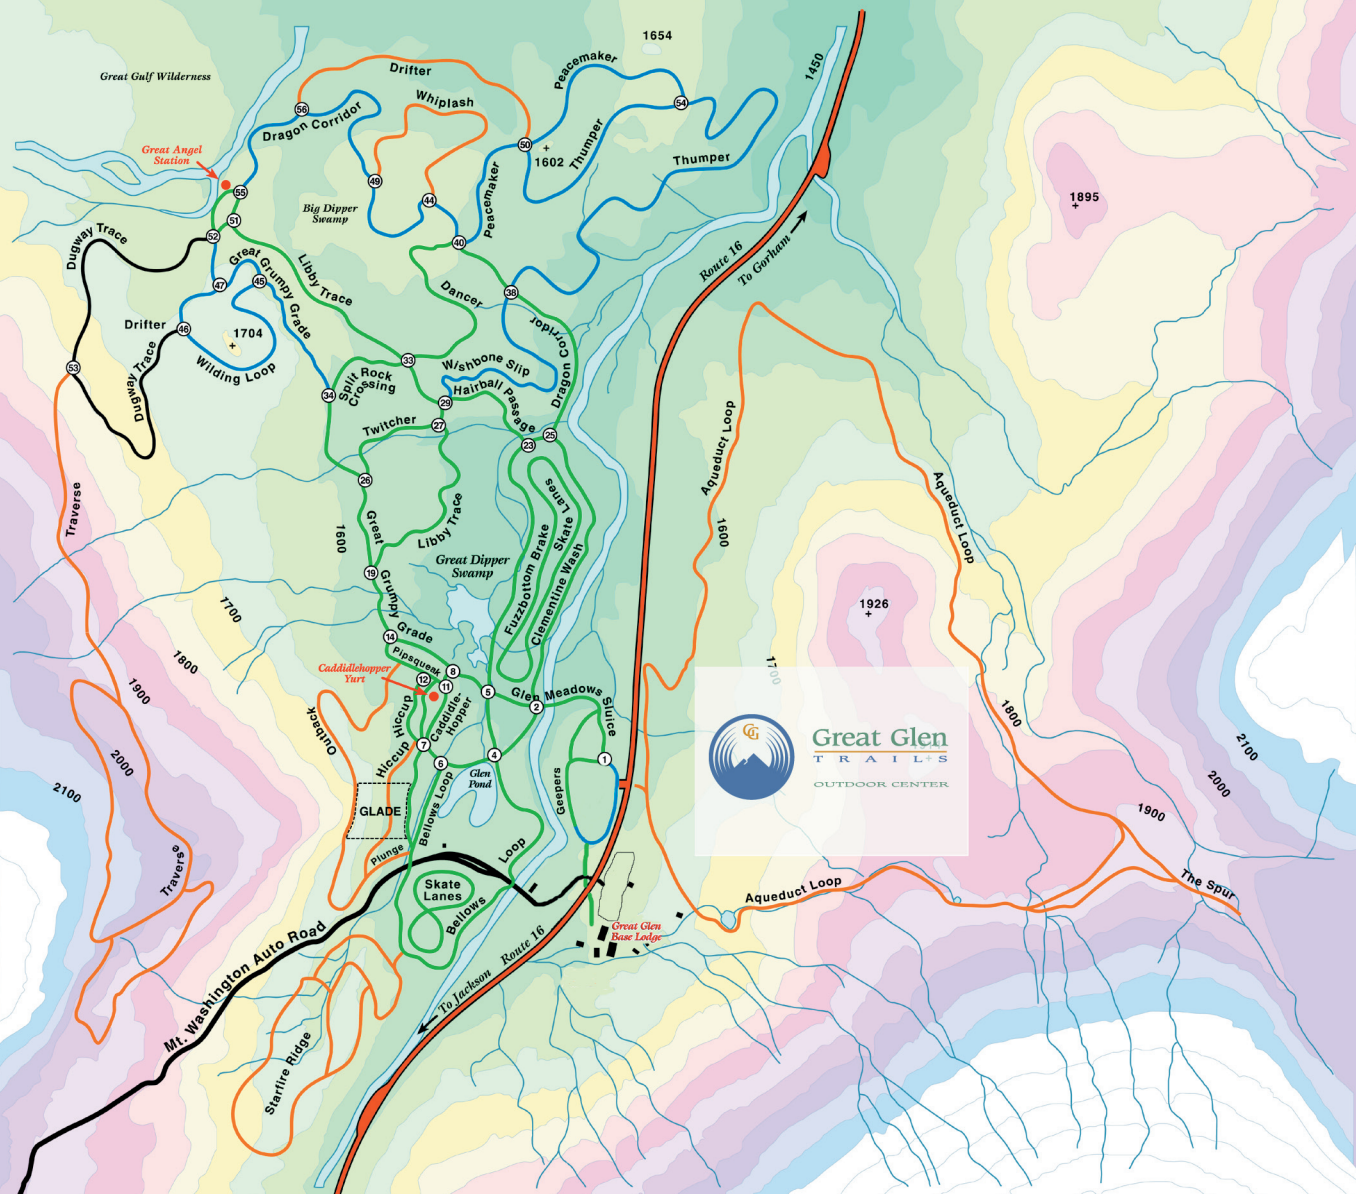 1654
Peacemaker
1450
Drifter
Great Gulf Wilderness
Whiplash
54
56
Dragon Corridor
Thumper
50
1602
Great Angel
Station
Thumper
49
55
1895
44
Big Dipper
Swamp
Peacemaker
51
52
Dugway Trace
40
Route 16
To Gorham
Great Grumpy Grade
Libby Trace
47
45
Dancer
38
Drifter
46
1704
Corridor
Dragon Corridor
33
Wishbone Slip
53
Wilding Loop
Dugway Trace
Split Rock
Crossing
34
Hairball Passage
29
Twitcher
27
25
23
Aqueduct Loop
26
Lanes
Skate
Traverse
Great
Libby Trace
1600
1600
Aqueduct Loop
Fuzzbottom Brake
Clementine Wash
Great Dipper
Swamp
19
Grumpy
1700
1926
14
Grade
Pipsqueak
1800
Caddidlehopper
Yurt
8
12
11
1700
1900
5
Glen Meadows
2
Sluice
Hiccup
Caddidle-
Hopper
Outback
1800
2000
7
4
1
Great Glen
TRAILS
OUTDOOR CENTER
2100
Hiccup
6
Glen
Pond
2100
2000
Geepers
GLADE
Bellows Loop
1900
Plunge
Loop
Traverse
Skate
Lanes
Aqueduct Loop
The Spur
Bellows
Mt. Washington Auto Road
Great Glen
Base Lodge
Route 16
To Jackson
Starfire Ridge